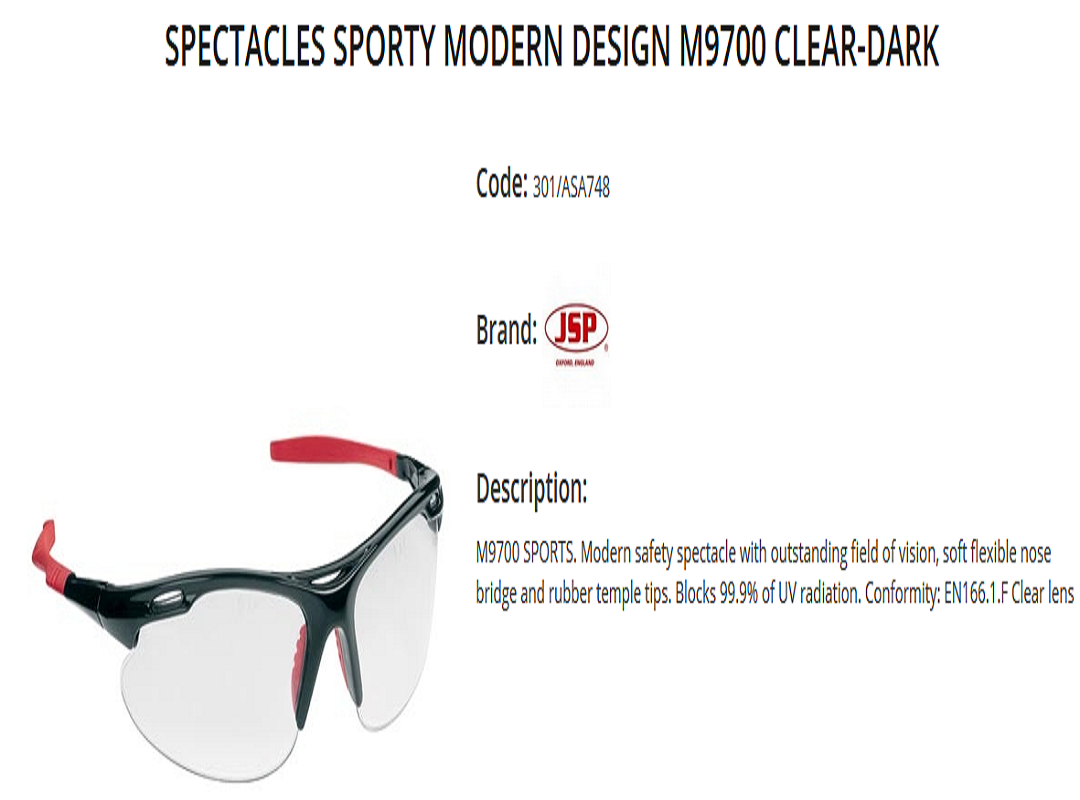 SPECTACLES SPORTY MODERN DESIGN M9700 CLEAR-DARK
Code: 301/ASA748
Brand: JSP®
OXFORD, ENGLAND
Description:
M9700 SPORTS. Modern safety spectacle with outstanding field of vision, soft flexible nose
bridge and rubber temple tips. Blocks 99.9% of UV radiation. Conformity: EN166.1.F Clear lens